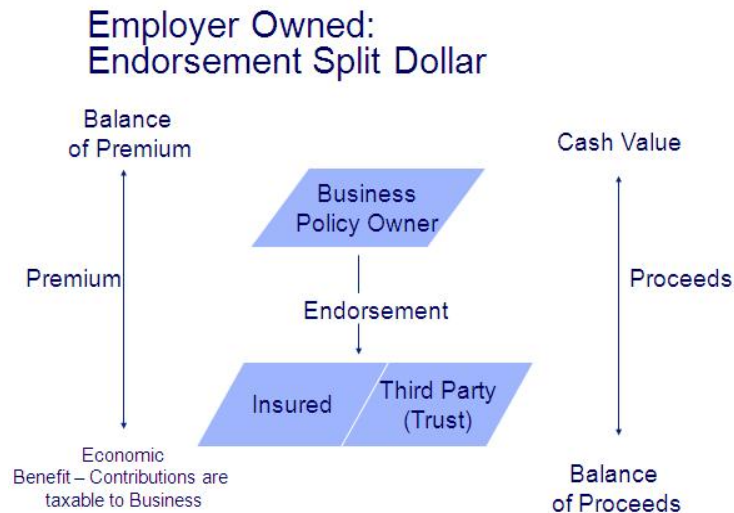 Employer Owned:
Endorsement Split Dollar
Balance
of Premium
Cash Value
Business
Policy Owner
Premium
Proceeds
Endorsement
Insured
Third Party
(Trust)
Economic
Benefit – Contributions are
taxable to Business
Balance
of Proceeds